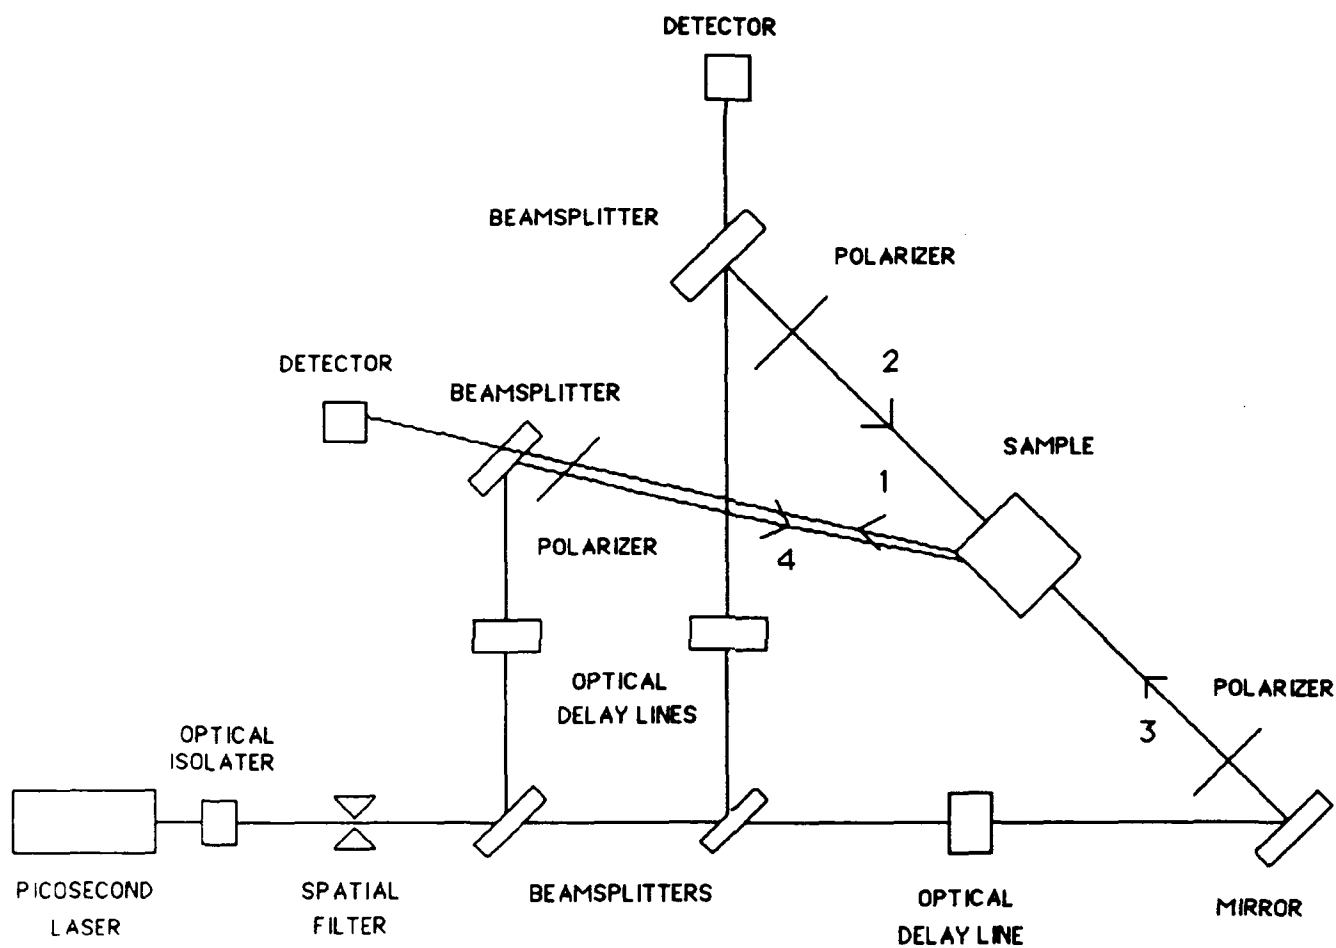 DETECTOR
BEAMSPLITTER
POLARIZER
DETECTOR
BEAMSPLITTER
2
SAMPLE
1
POLARIZER
4
OPTICAL
DELAY LINES
POLARIZER
3
OPTICAL
ISOLATER
PICOSECOND
LASER
SPATIAL
FILTER
BEAMSPLITTERS
OPTICAL
DELAY LINE
MIRROR